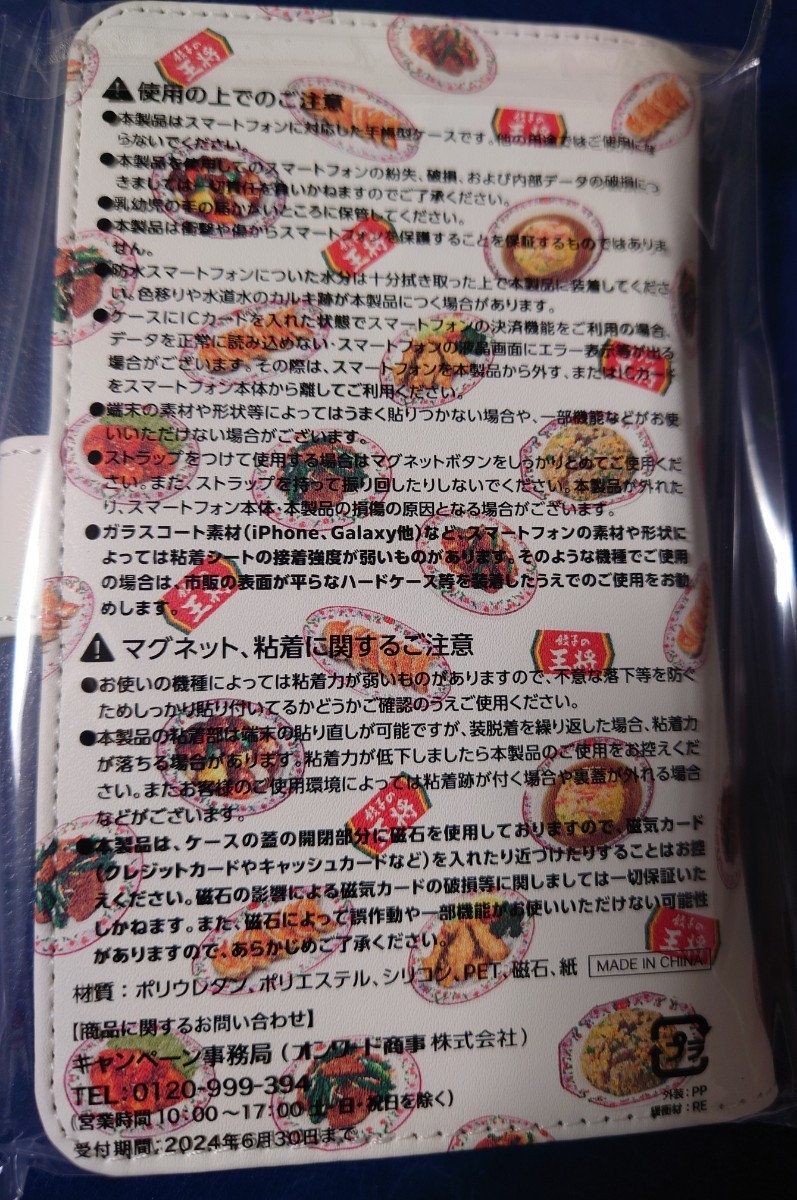 使用の上でのご注意
●本製品はスマートフォンに対応した手帳型ケースです。他の用途ではご使用にな
らないでください。
●本製品を使用してのスマートフォンの紛失、破損、および内部データの破損につ
きましては一切責任を負いかねますのでご了承ください。
●乳幼児の手の届かないところに保管してください。
●本製品は衝撃や傷からスマートフォンを保護することを保証するものではありま
せん。
●防水スマートフォンについた水分は十分拭き取った上で本製品に装着してくださ
い。色移りや水道水のカルキ跡が本製品につく場合があります。
●ケースにICカードを入れた状態でスマートフォンの決済機能をご利用の場合、
データを正常に読み込めない・スマートフォンの液晶画面にエラー表示等が出る
場合がございます。その際は、スマートフォンを本製品から外す、またはICカード
をスマートフォン本体から離してご利用ください。
●端末の素材や形状等によってはうまく貼りつかない場合や、一部機能などがお使
いいただけない場合がございます。
●ストラップをつけて使用する場合はマグネットボタンをしっかりとめてご使用くだ
さい。また、ストラップを持って振り回したりしないでください。本製品が外れた
り、スマートフォン本体・本製品の損傷の原因となる場合がございます。
●ガラスコート素材(iPhone、Galaxy他)など、スマートフォンの素材や形状に
よっては粘着シートの接着強度が弱いものがあります。そのような機種でご使用
の場合は、市販の表面が平らなハードケース等を装着したうえでのご使用をお勧
めします。
マグネット、粘着に関するご注意
●お使いの機種によっては粘着力が弱いものがありますので、不意な落下等を防ぐ
ためしっかり貼り付いてるかどうかご確認のうえご使用ください。
●本製品の粘着部は端末の貼り直しが可能ですが、装脱着を繰り返した場合、粘着力
が落ちる場合があります。粘着力が低下しましたら本製品のご使用をお控えくだ
さい。またお客様のご使用環境によっては粘着跡が付く場合や裏蓋が外れる場合
などがございます。
●本製品は、ケースの蓋の開閉部分に磁石を使用しておりますので、磁気カード
(クレジットカードやキャッシュカードなど)を入れたり近づけたりすることはお控
えください。磁石の影響による磁気カードの破損等に関しましては一切保証いた
しかねます。また、磁石によって誤作動や一部機能がお使いいただけない可能性
がありますので、あらかじめご了承ください。
材質：ポリウレタン、ポリエステル、シリコン、PET、磁石、紙 MADE IN CHINA
【商品に関するお問い合わせ】
キャンペーン事務局(オンワード商事株式会社)
TEL:0120-999-394
(営業時間10:00～17:00 土・日・祝日を除く)
受付期間：2024年6月30日まで
プラ
外装：PP
緩衝材：PE
餃子の
王将
餃子の
王将
餃子の
王将
餃子の
王将
餃子の
王将
餃子の
王将
餃子の
王将